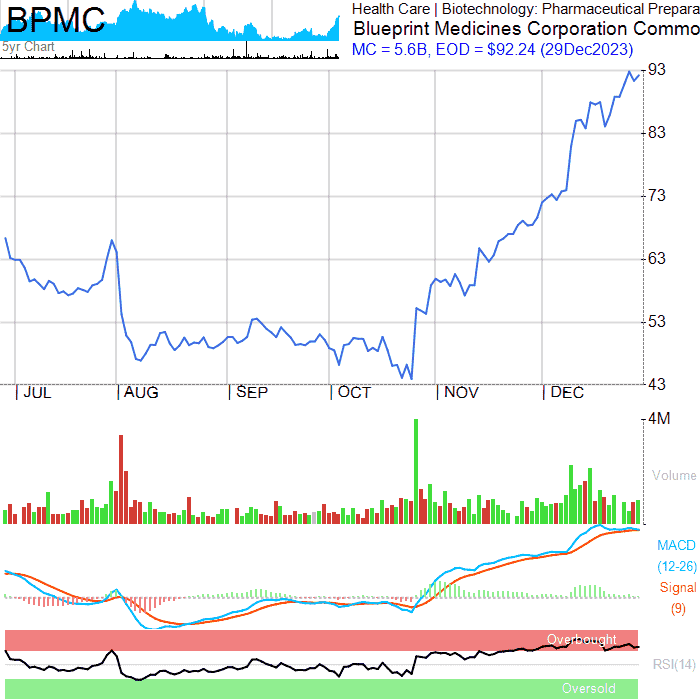 BPMC
5yr Chart
Health Care | Biotechnology: Pharmaceutical Prepara
Blueprint Medicines Corporation Commo
MC = 5.6B, EOD = $92.24 (29Dec2023)
93
83
73
63
53
43
JUL
AUG
SEP
OCT
NOV
DEC
4M
Volume
MACD
(12-26)
Signal
(9)
Overbought
RSI(14)
Oversold